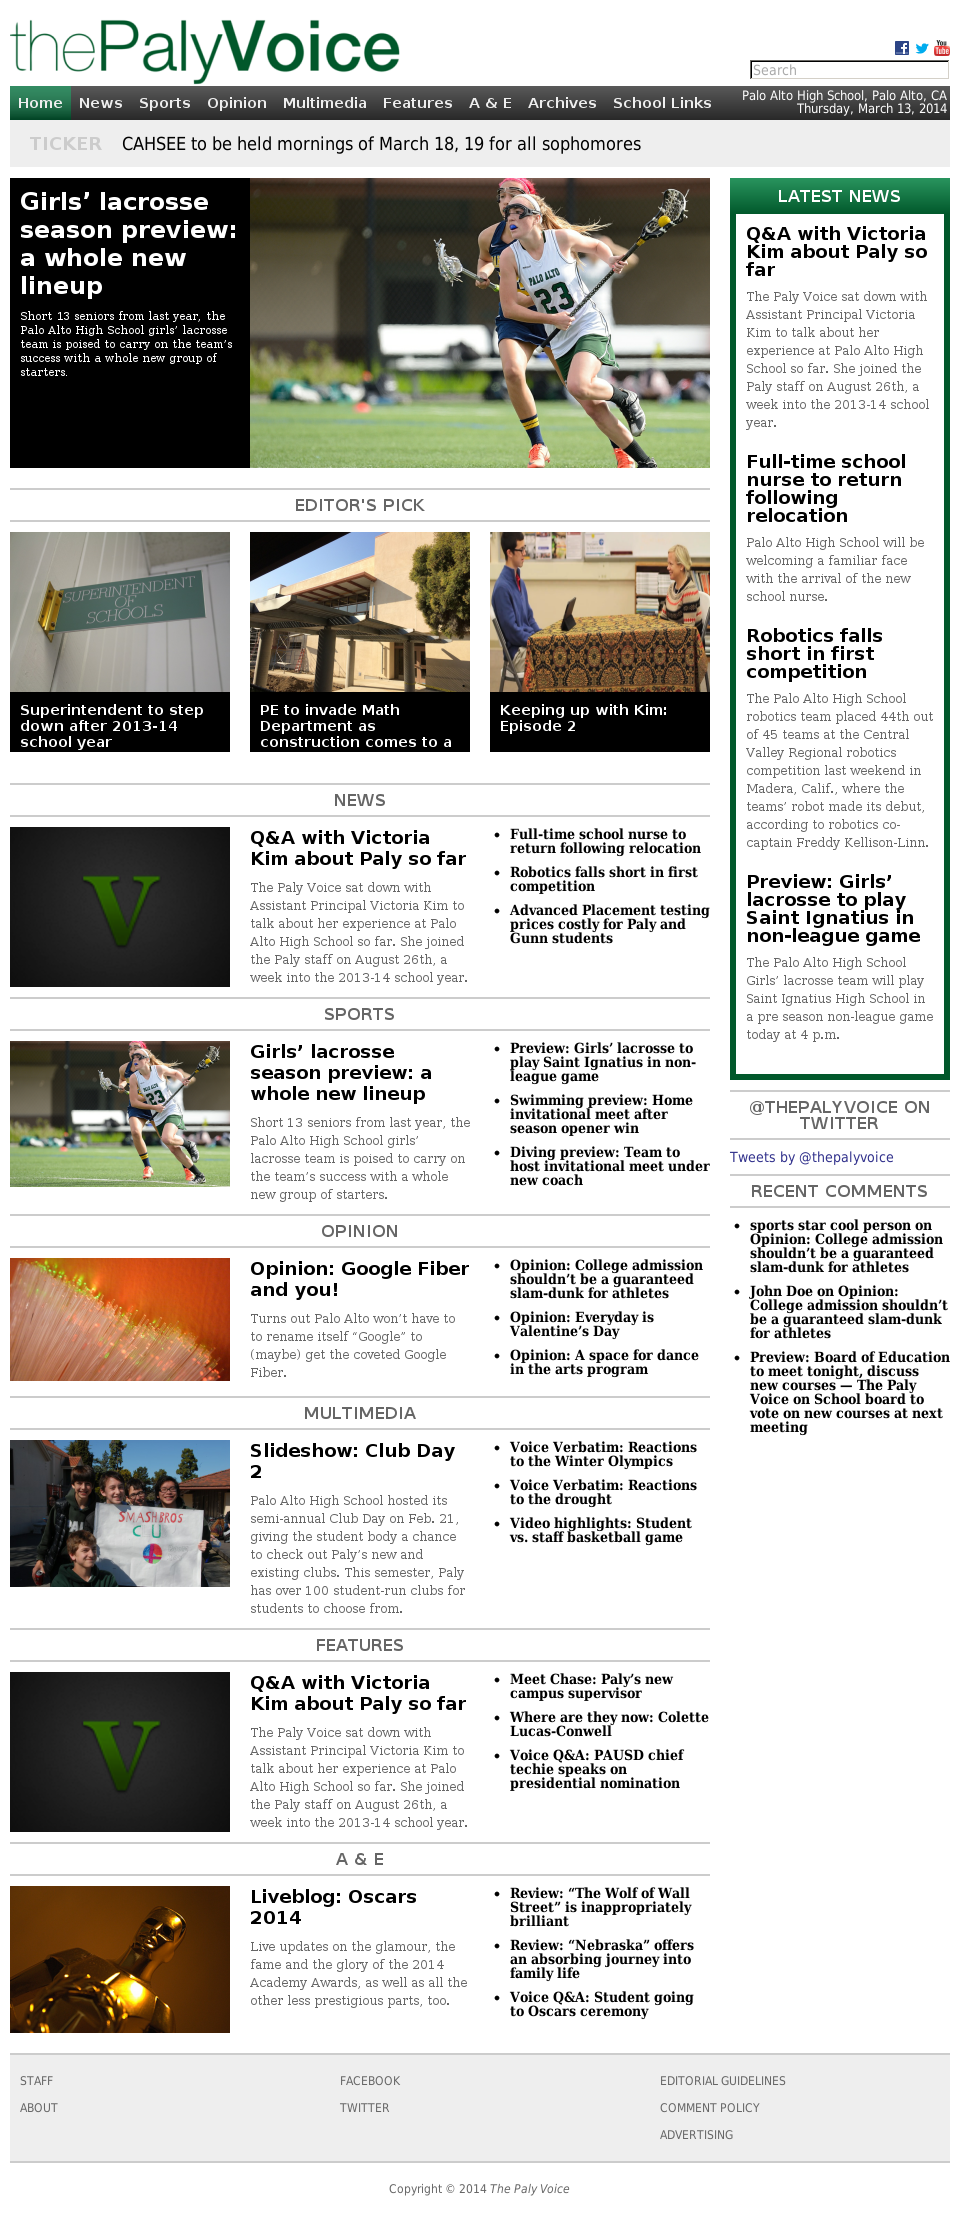 thePalyVoice
Search
Home News Sports Opinion Multimedia Features A & E Archives School Links
Palo Alto High School, Palo Alto, CA
Thursday, March 13, 2014
TICKER CAHSEE to be held mornings of March 18, 19 for all sophomores
Girls’ lacrosse
season preview:
a whole new
lineup
Short 13 seniors from last year, the
Palo Alto High School girls’ lacrosse
team is poised to carry on the team’s
success with a whole new group of
starters.
PALO ALTO
23
EDITOR'S PICK
SUPERINTENDENT
OF
SCHOOLS
Superintendent to step
down after 2013-14
school year
PE to invade Math
Department as
construction comes to a
Keeping up with Kim:
Episode 2
NEWS
V
Q&A with Victoria
Kim about Paly so far
The Paly Voice sat down with
Assistant Principal Victoria Kim to
talk about her experience at Palo
Alto High School so far. She joined
the Paly staff on August 26th, a
week into the 2013-14 school year.
Full-time school nurse to
return following relocation
Robotics falls short in first
competition
Advanced Placement testing
prices costly for Paly and
Gunn students
SPORTS
23
Girls’ lacrosse
season preview: a
whole new lineup
Short 13 seniors from last year, the
Palo Alto High School girls’
lacrosse team is poised to carry on
the team’s success with a whole
new group of starters.
Preview: Girls’ lacrosse to
play Saint Ignatius in non-
league game
Swimming preview: Home
invitational meet after
season opener win
Diving preview: Team to
host invitational meet under
new coach
OPINION
Opinion: Google Fiber
and you!
Turns out Palo Alto won’t have to
to rename itself “Google” to
(maybe) get the coveted Google
Fiber.
Opinion: College admission
shouldn’t be a guaranteed
slam-dunk for athletes
Opinion: Everyday is
Valentine’s Day
Opinion: A space for dance
in the arts program
MULTIMEDIA
SMASH BROS
C U
Slideshow: Club Day
2
Palo Alto High School hosted its
semi-annual Club Day on Feb. 21,
giving the student body a chance
to check out Paly’s new and
existing clubs. This semester, Paly
has over 100 student-run clubs for
students to choose from.
Voice Verbatim: Reactions
to the Winter Olympics
Voice Verbatim: Reactions
to the drought
Video highlights: Student
vs. staff basketball game
FEATURES
V
Q&A with Victoria
Kim about Paly so far
The Paly Voice sat down with
Assistant Principal Victoria Kim to
talk about her experience at Palo
Alto High School so far. She joined
the Paly staff on August 26th, a
week into the 2013-14 school year.
Meet Chase: Paly’s new
campus supervisor
Where are they now: Colette
Lucas-Conwell
Voice Q&A: PAUSD chief
techie speaks on
presidential nomination
A & E
Liveblog: Oscars
2014
Live updates on the glamour, the
fame and the glory of the 2014
Academy Awards, as well as all the
other less prestigious parts, too.
Review: “The Wolf of Wall
Street” is inappropriately
brilliant
Review: “Nebraska” offers
an absorbing journey into
family life
Voice Q&A: Student going
to Oscars ceremony
LATEST NEWS
Q&A with Victoria
Kim about Paly so
far
The Paly Voice sat down with
Assistant Principal Victoria
Kim to talk about her
experience at Palo Alto High
School so far. She joined the
Paly staff on August 26th, a
week into the 2013-14 school
year.
Full-time school
nurse to return
following
relocation
Palo Alto High School will be
welcoming a familiar face
with the arrival of the new
school nurse.
Robotics falls
short in first
competition
The Palo Alto High School
robotics team placed 44th out
of 45 teams at the Central
Valley Regional robotics
competition last weekend in
Madera, Calif., where the
teams’ robot made its debut,
according to robotics co-
captain Freddy Kellison-Linn.
Preview: Girls’
lacrosse to play
Saint Ignatius in
non-league game
The Palo Alto High School
Girls’ lacrosse team will play
Saint Ignatius High School in
a pre season non-league game
today at 4 p.m.
@THEPALYVOICE ON
TWITTER
Tweets by @thepalyvoice
RECENT COMMENTS
sports star cool person on
Opinion: College admission
shouldn’t be a guaranteed
slam-dunk for athletes
John Doe on Opinion:
College admission shouldn’t
be a guaranteed slam-dunk
for athletes
Preview: Board of Education
to meet tonight, discuss
new courses — The Paly
Voice on School board to
vote on new courses at next
meeting
STAFF
ABOUT
FACEBOOK
TWITTER
EDITORIAL GUIDELINES
COMMENT POLICY
ADVERTISING
Copyright © 2014 The Paly Voice